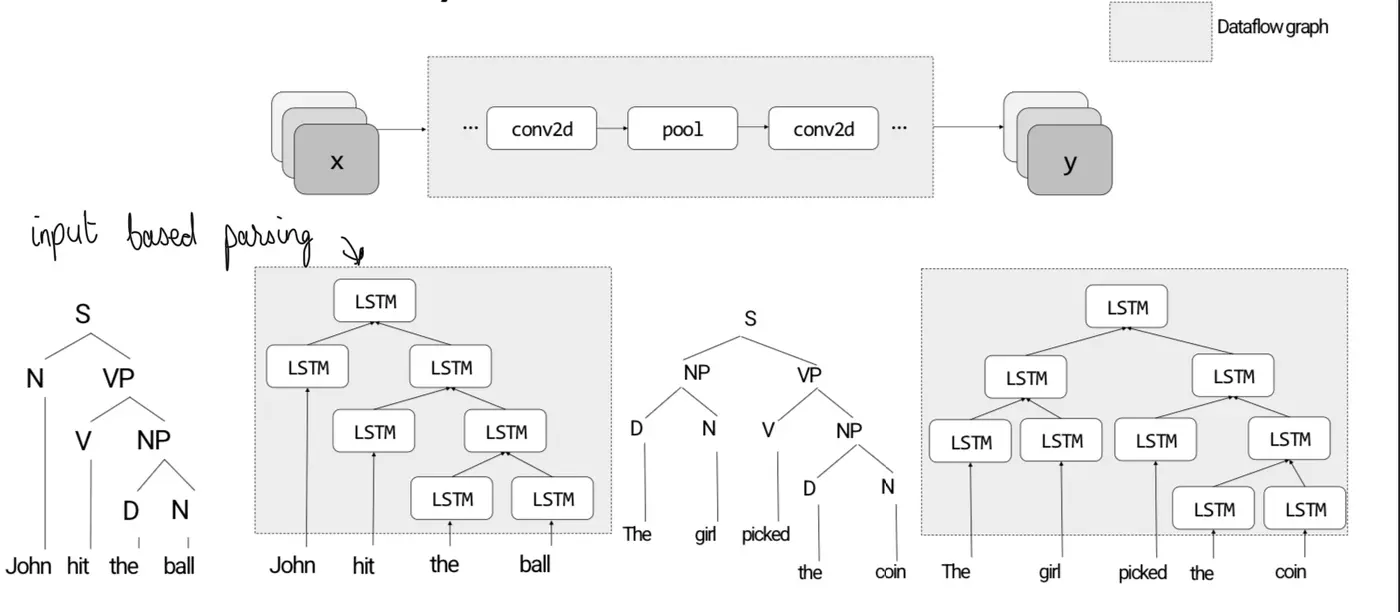 Dataflow graph
... conv2d pool conv2d ...
x
y
input based parsing
S
N VP
V NP
D N
John hit the ball
LSTM
LSTM LSTM
LSTM LSTM
LSTM LSTM
John hit the ball
S
NP VP
D N V NP
D N
The girl picked
the coin
LSTM
LSTM LSTM
LSTM LSTM LSTM LSTM
LSTM LSTM
The girl picked the coin